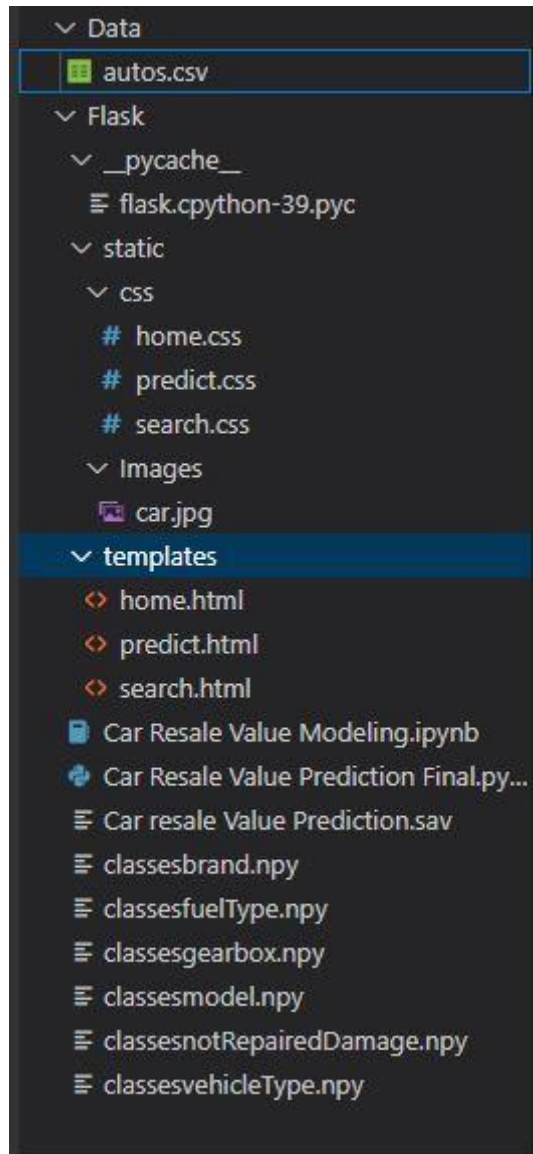 Data
autos.csv
Flask
__pycache__
flask.cpython-39.pyc
static
css
# home.css
# predict.css
# search.css
Images
car.jpg
templates
<> home.html
<> predict.html
<> search.html
Car Resale Value Modeling.ipynb
Car Resale Value Prediction Final.py...
Car resale Value Prediction.sav
classesbrand.npy
classesfuelType.npy
classesgearbox.npy
classesmodel.npy
classesnotRepairedDamage.npy
classesvehicleType.npy